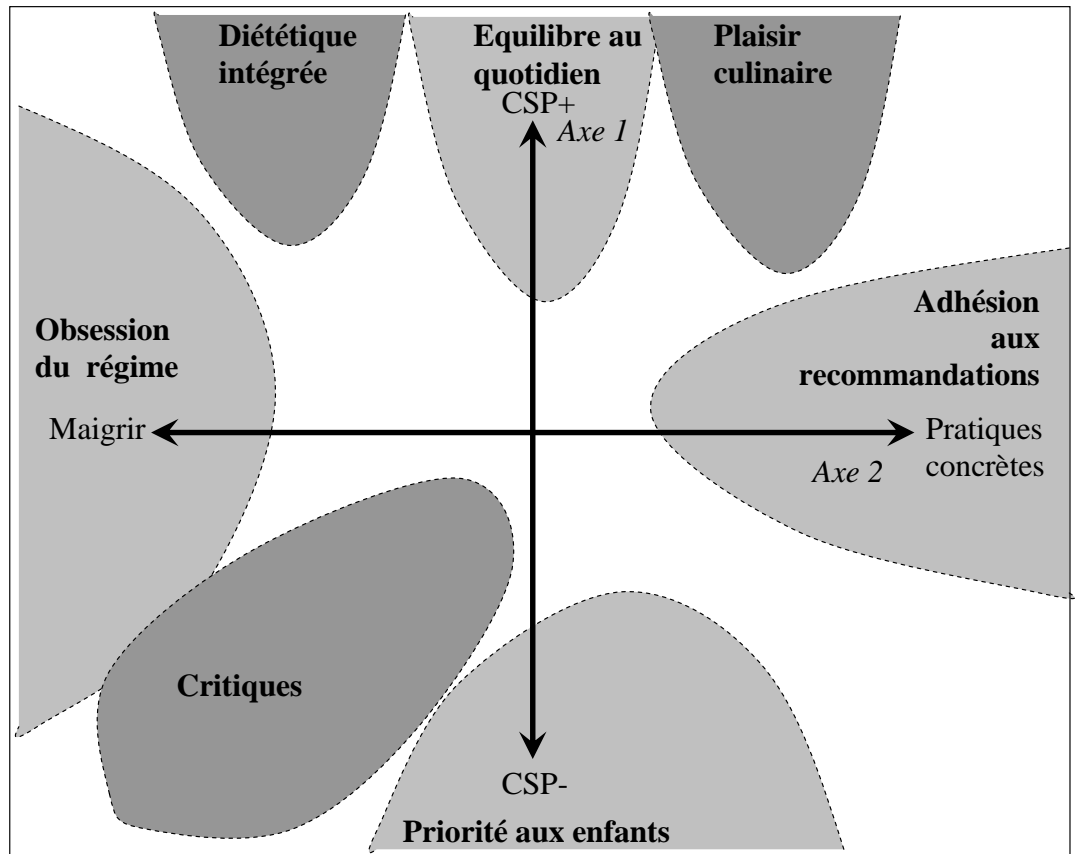 Diététique
intégrée
Equilibre au
quotidien
CSP+
Axe 1
Plaisir
culinaire
Obsession
du régime
Maigrir
Adhésion
aux
recommandations
Pratiques
concrètes
Axe 2
Critiques
CSP-
Priorité aux enfants